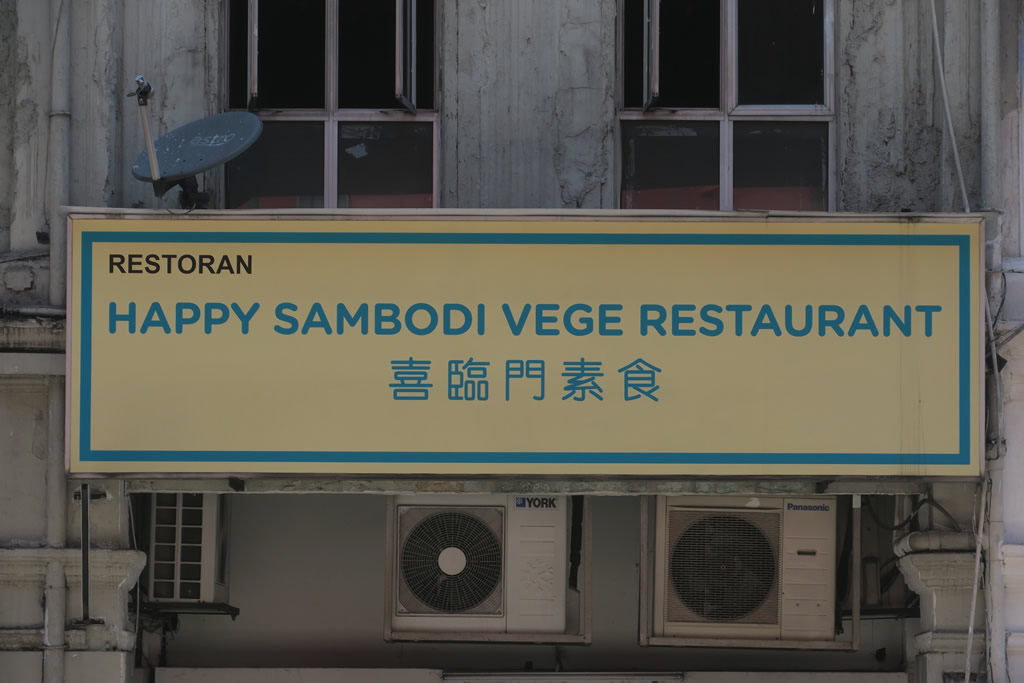 astro
RESTORAN
HAPPY SAMBODI VEGE RESTAURANT
喜臨門素食
YORK
Panasonic